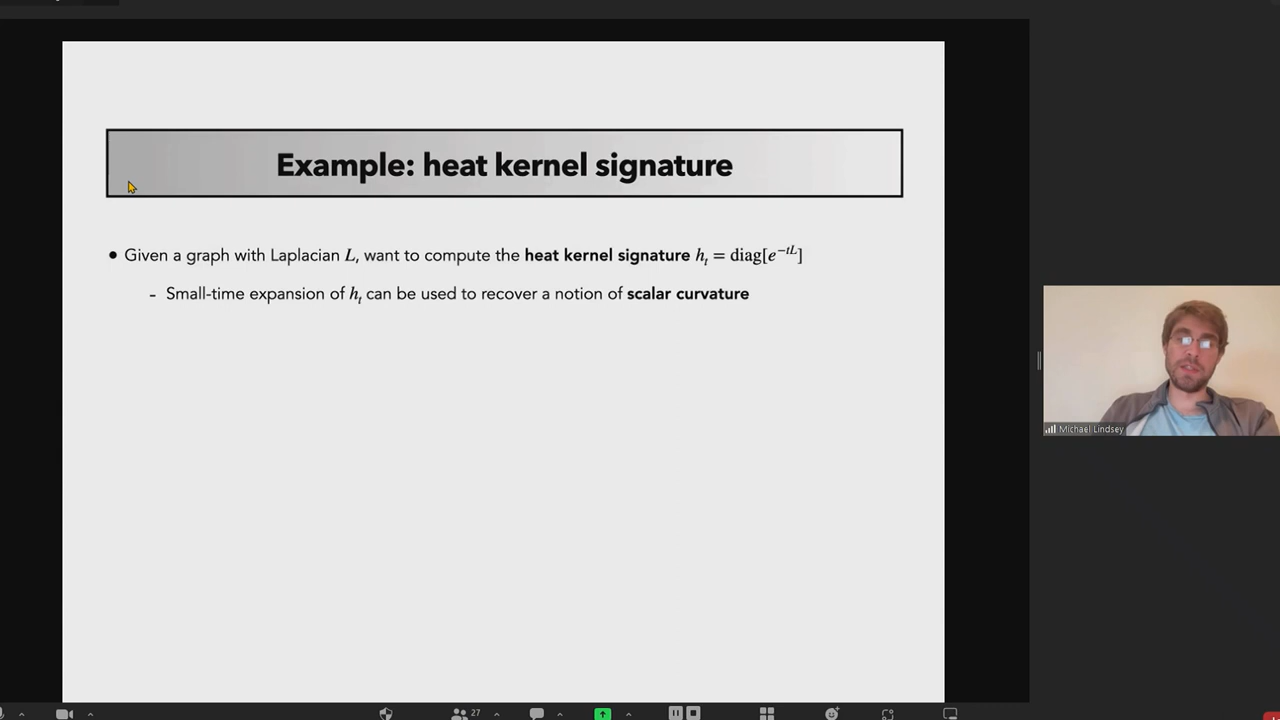 Example: heat kernel signature
• Given a graph with Laplacian L, want to compute the heat kernel signature hₜ = diag[e^{-tL}]
- Small-time expansion of hₜ can be used to recover a notion of scalar curvature
Michael Lindsey
27